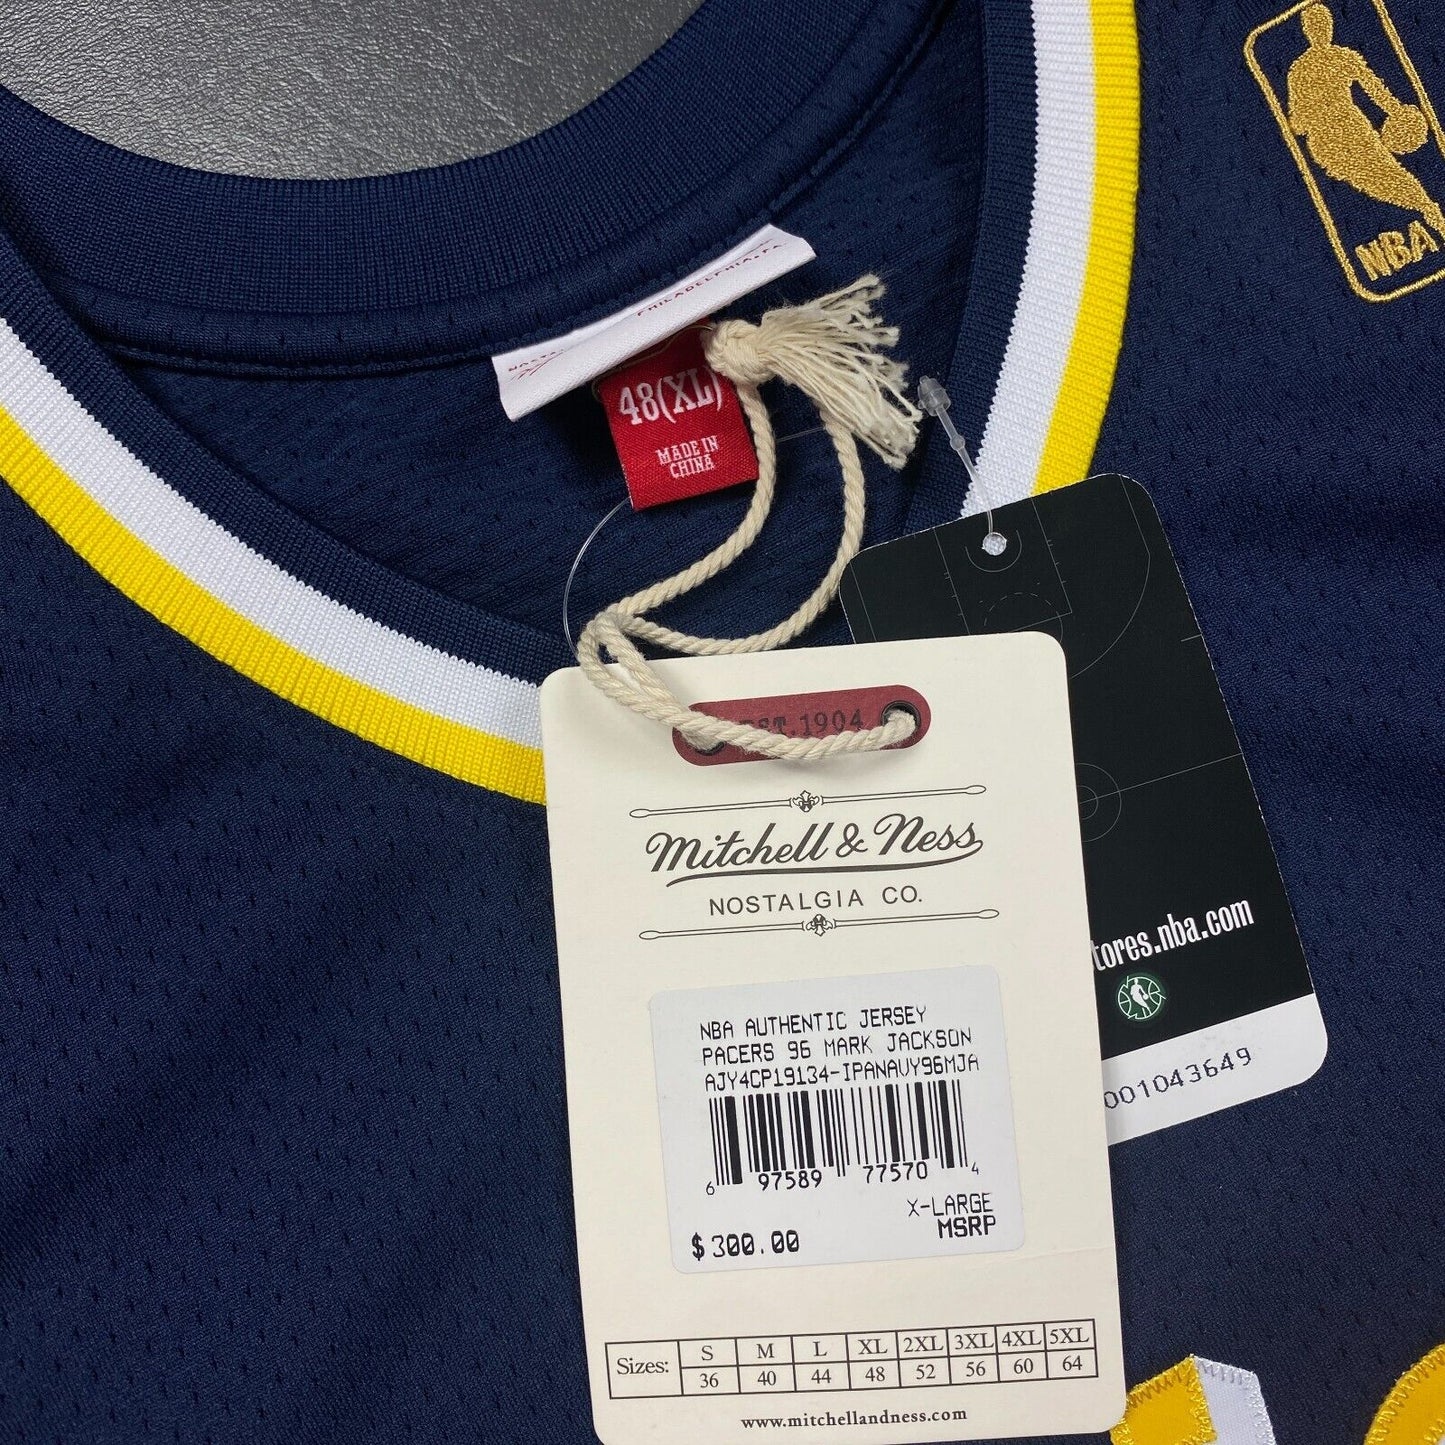 NBA
PHILADELPHIA, PA.
48(XL)
MADE IN
CHINA
EST. 1904
Mitchell & Ness
NOSTALGIA CO.
tores.nba.com
001043649
NBA AUTHENTIC JERSEY
PACERS 96 MARK JACKSON
AJY4CP19134-IPANAVY96MJA
6 97589 77570 4
X-LARGE
MSRP
$ 300.00
Sizes: S M L XL 2XL 3XL 4XL 5XL
36 40 44 48 52 56 60 64
www.mitchellandness.com